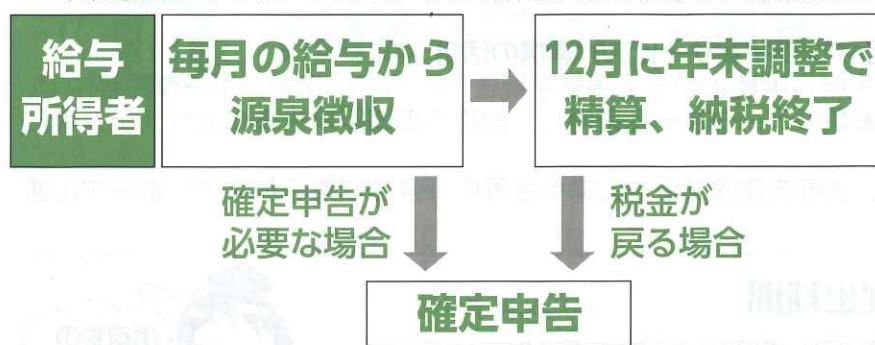 給与
所得者
毎月の給与から
源泉徴収
12月に年末調整で
精算、納税終了
確定申告が
必要な場合
税金が
戻る場合
確定申告